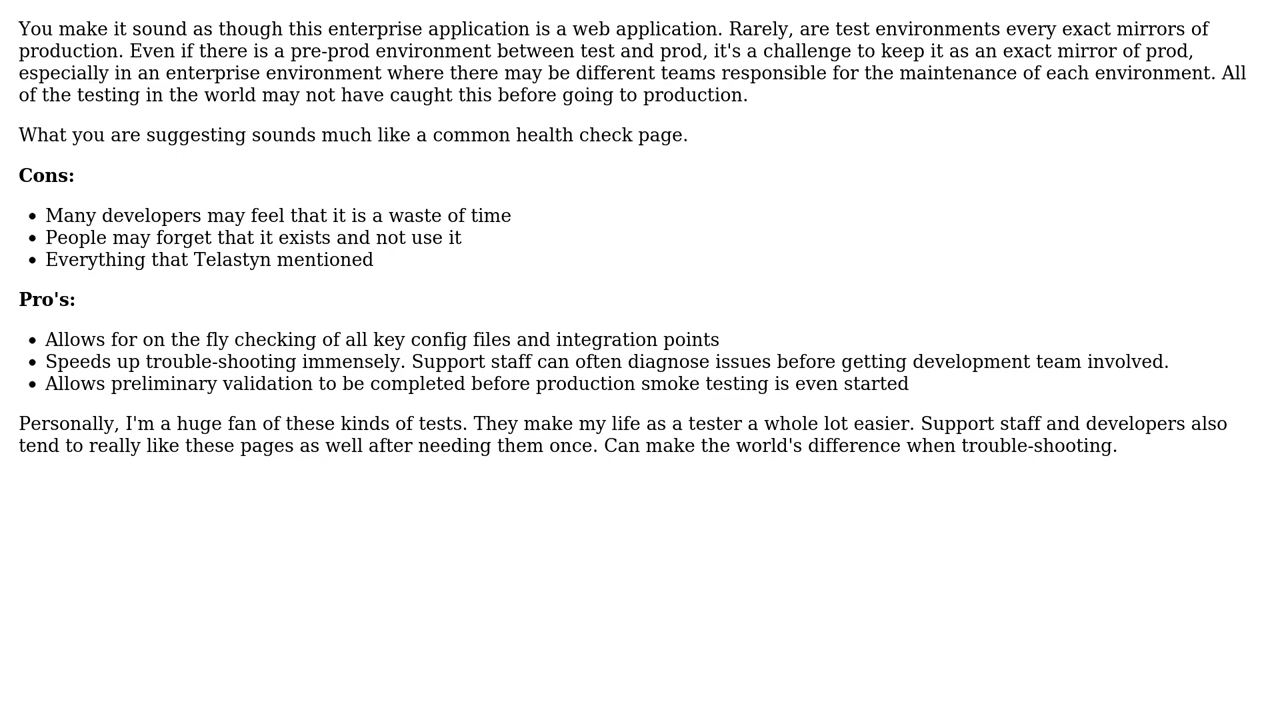 You make it sound as though this enterprise application is a web application. Rarely, are test environments every exact mirrors of
production. Even if there is a pre-prod environment between test and prod, it's a challenge to keep it as an exact mirror of prod,
especially in an enterprise environment where there may be different teams responsible for the maintenance of each environment. All
of the testing in the world may not have caught this before going to production.
What you are suggesting sounds much like a common health check page.
Cons:
• Many developers may feel that it is a waste of time
• People may forget that it exists and not use it
• Everything that Telastyn mentioned
Pro's:
• Allows for on the fly checking of all key config files and integration points
• Speeds up trouble-shooting immensely. Support staff can often diagnose issues before getting development team involved.
• Allows preliminary validation to be completed before production smoke testing is even started
Personally, I'm a huge fan of these kinds of tests. They make my life as a tester a whole lot easier. Support staff and developers also
tend to really like these pages as well after needing them once. Can make the world's difference when trouble-shooting.